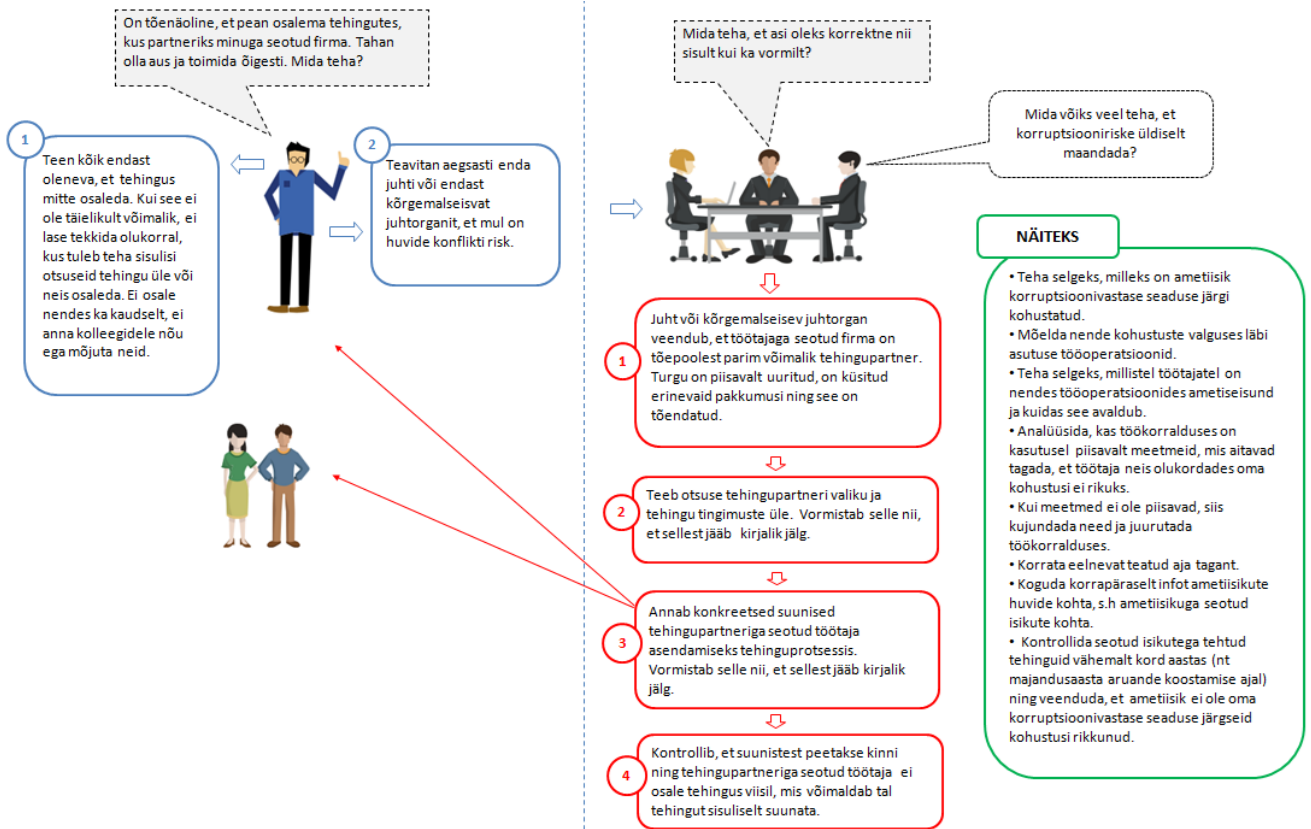 On tõenäoline, et pean osalema tehingutes,
kus partneriks minuga seotud firma. Tahan
olla aus ja toimida õigesti. Mida teha?
1
Teen kõik endast
oleneva, et tehingus
mitte osaleda. Kui see ei
ole täielikult võimalik, ei
lase tekkida olukorral,
kus tuleb teha sisulisi
otsuseid tehingu üle või
neis osaleda. Ei osale
nendes ka kaudselt, ei
anna kolleegidele nõu
ega mõjuta neid.
2
Teavitan aegsasti enda
juhti või endast
kõrgemalseisvat
juhtorganit, et mul on
huvide konflikti risk.
Mida teha, et asi oleks korrektne nii
sisult kui ka vormilt?
Mida võiks veel teha, et
korruptsiooniriske üldiselt
maandada?
1
Juht või kõrgemalseisev juhtorgan
veendub, et töötajaga seotud firma on
tõepoolest parim võimalik tehingupartner.
Turgu on piisavalt uuritud, on küsitud
erinevaid pakkumusi ning see on
tõendatud.
2
Teeb otsuse tehingupartneri valiku ja
tehingu tingimuste üle. Vormistab selle nii,
et sellest jääb kirjalik jälg.
3
Annab konkreetsed suunised
tehingupartneriga seotud töötaja
asendamiseks tehinguprotsessis.
Vormistab selle nii, et sellest jääb kirjalik
jälg.
4
Kontrollib, et suunistest peetakse kinni
ning tehingupartneriga seotud töötaja ei
osale tehingus viisil, mis võimaldab tal
tehingut sisuliselt suunata.
NÄITEKS
• Teha selgeks, milleks on ametiisik
korruptsioonivastase seaduse järgi
kohustatud.
• Mõelda nende kohustuste valguses läbi
asutuse tööoperatsioonid.
• Teha selgeks, millistel töötajatel on
nendes tööoperatsioonides ametiseisund
ja kuidas see avaldub.
• Analüüsida, kas töökorralduses on
kasutusel piisavalt meetmeid, mis aitavad
tagada, et töötaja neis olukordades oma
kohustusi ei rikuks.
• Kui meetmed ei ole piisavad, siis
kujundada need ja juurutada
töökorralduses.
• Korrata eelnevat teatud aja tagant.
• Koguda korrapäraselt infot ametiisikute
huvide kohta, s.h ametiisikuga seotud
isikute kohta.
• Kontrollida seotud isikutega tehtud
tehinguid vähemalt kord aastas (nt
majandusaasta aruande koostamise ajal)
ning veenduda, et ametiisik ei ole oma
korruptsioonivastase seaduse järgseid
kohustusi rikkunud.